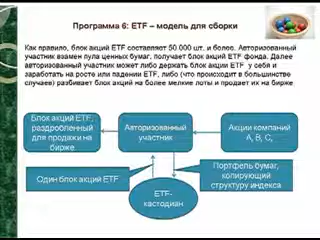 Программа 6: ETF – модель для сборки
Как правило, блок акций ETF составляют 50 000 шт. и более. Авторизованный
участник взамен пула ценных бумаг, получает блок акций ETF фонда. Далее
авторизованный участник может либо держать блок акции ETF у себя и
заработать на росте или падении ETF, либо (что происходит в большинстве
случаев) разбивает блок акций на более мелкие лоты и продает их на бирже
Блок акций ETF,
раздробленный
для продажи на
бирже
Авторизованный
участник
Акции компаний
A, B, C,
Один блок акций ETF
ETF-
кастодиан
Портфель бумаг,
копирующий
структуру индекса